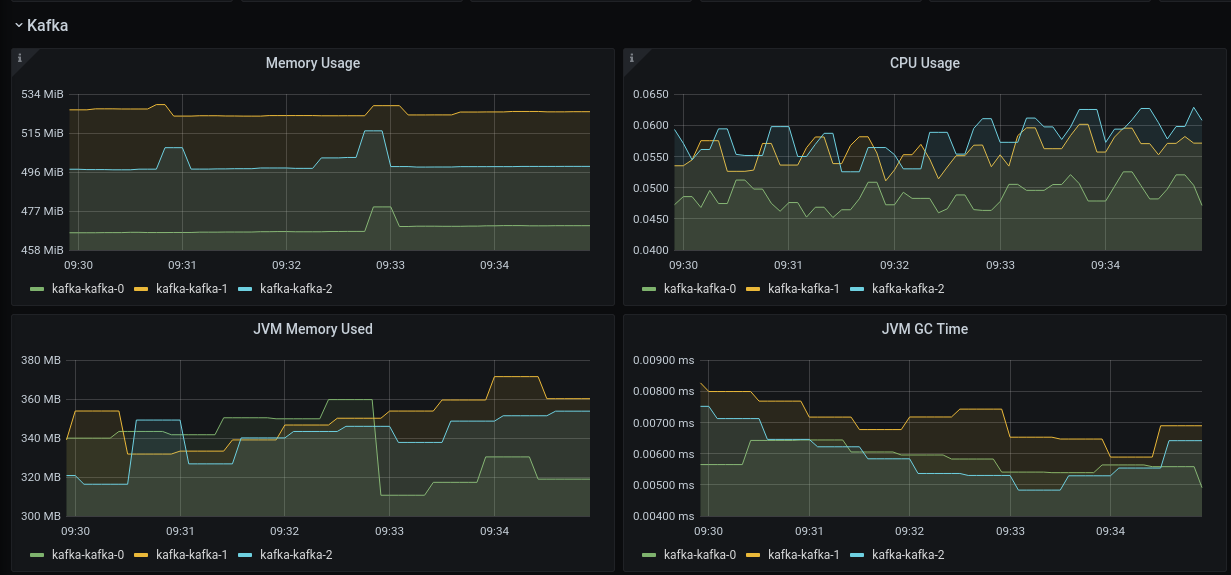 Kafka
Memory Usage
534 MiB
515 MiB
496 MiB
477 MiB
458 MiB
09:30 09:31 09:32 09:33 09:34
kafka-kafka-0 kafka-kafka-1 kafka-kafka-2
CPU Usage
0.0650
0.0600
0.0550
0.0500
0.0450
0.0400
09:30 09:31 09:32 09:33 09:34
kafka-kafka-0 kafka-kafka-1 kafka-kafka-2
JVM Memory Used
380 MB
360 MB
340 MB
320 MB
300 MB
09:30 09:31 09:32 09:33 09:34
kafka-kafka-0 kafka-kafka-1 kafka-kafka-2
JVM GC Time
0.00900 ms
0.00800 ms
0.00700 ms
0.00600 ms
0.00500 ms
0.00400 ms
09:30 09:31 09:32 09:33 09:34
kafka-kafka-0 kafka-kafka-1 kafka-kafka-2